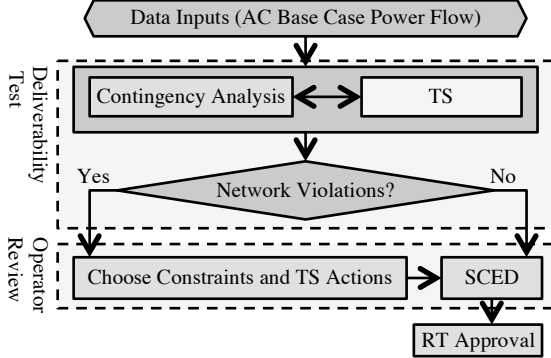 Data Inputs (AC Base Case Power Flow)
Deliverability
Test
Contingency Analysis
TS
Yes
Network Violations?
No
Operator
Review
Choose Constraints and TS Actions
SCED
RT Approval